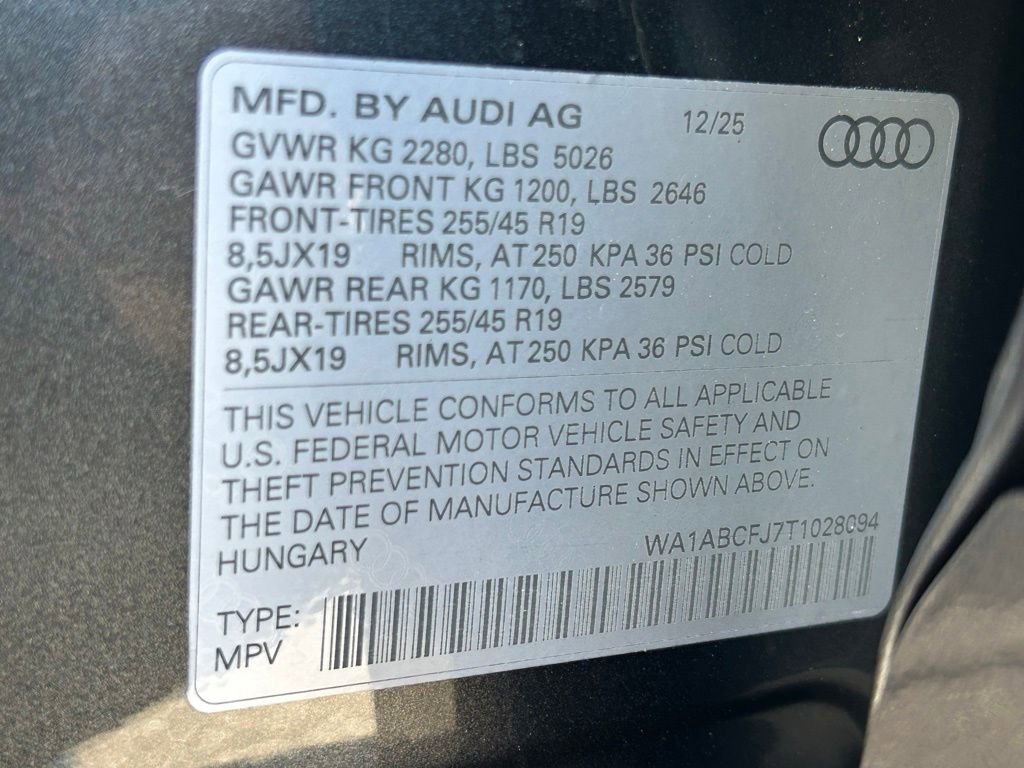 MFD. BY AUDI AG 12/25
GVWR KG 2280, LBS 5026
GAWR FRONT KG 1200, LBS 2646
FRONT-TIRES 255/45 R19
8,5JX19 RIMS, AT 250 KPA 36 PSI COLD
GAWR REAR KG 1170, LBS 2579
REAR-TIRES 255/45 R19
8,5JX19 RIMS, AT 250 KPA 36 PSI COLD
THIS VEHICLE CONFORMS TO ALL APPLICABLE
U.S. FEDERAL MOTOR VEHICLE SAFETY AND
THEFT PREVENTION STANDARDS IN EFFECT ON
THE DATE OF MANUFACTURE SHOWN ABOVE.
HUNGARY WA1ABCFJ7T1028094
TYPE:
MPV